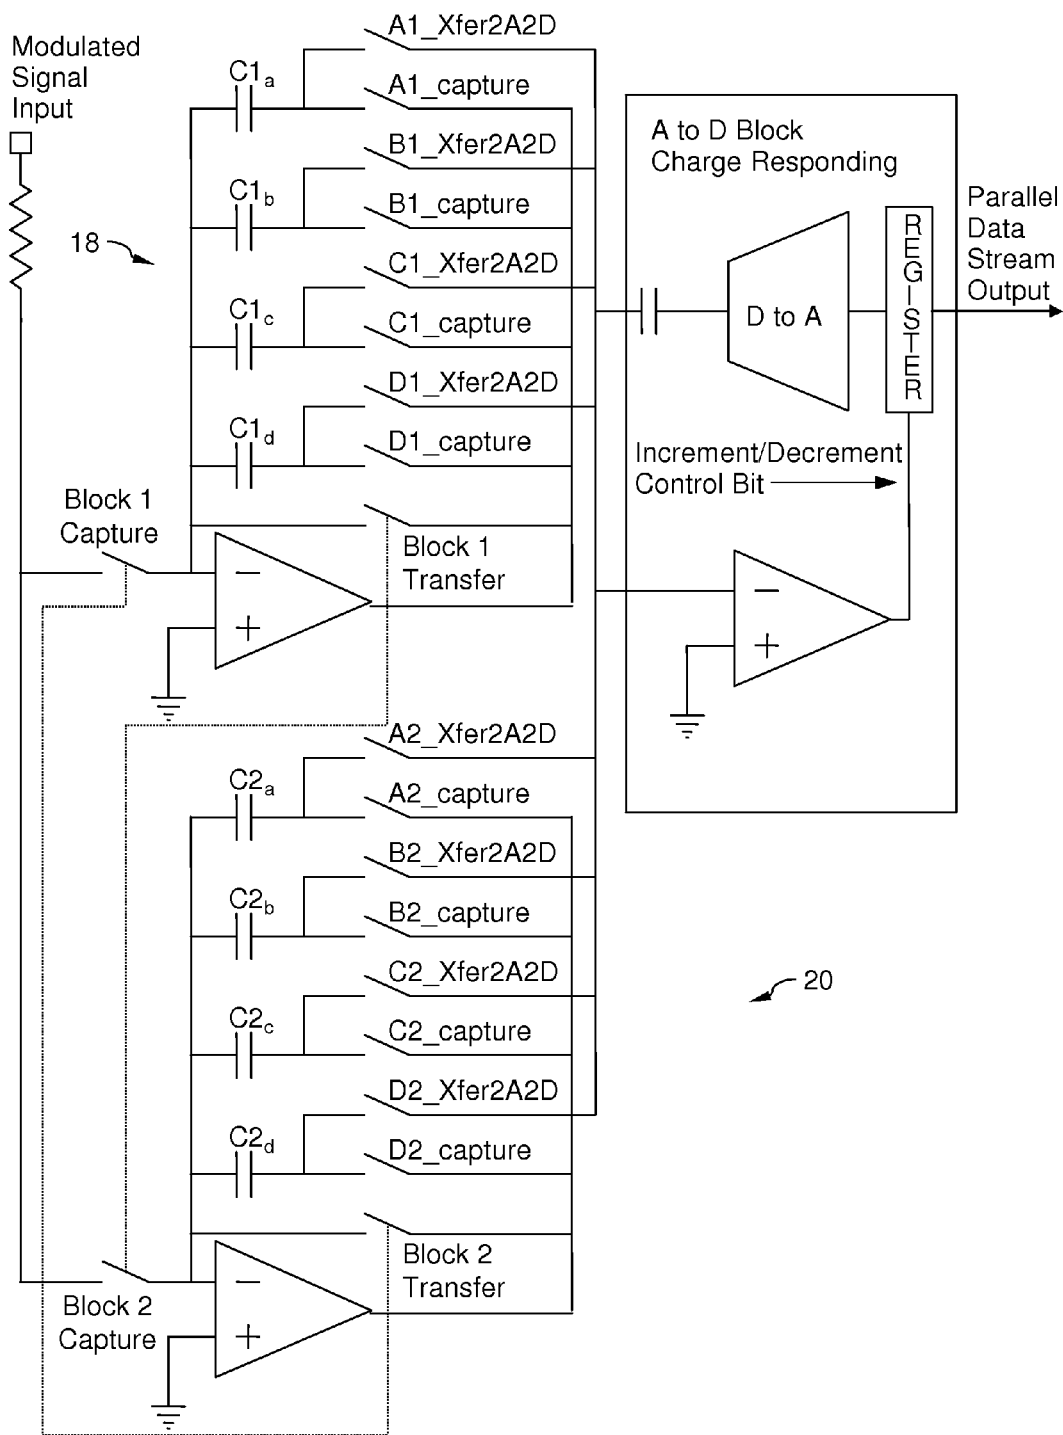 Modulated
Signal
Input
18
C1a
A1_Xfer2A2D
A1_capture
C1b
B1_Xfer2A2D
B1_capture
C1c
C1_Xfer2A2D
C1_capture
C1d
D1_Xfer2A2D
D1_capture
Block 1
Capture
Block 1
Transfer
−
+
A to D Block
Charge Responding
D to A
REGISTER
Parallel
Data
Stream
Output
Increment/Decrement
Control Bit
−
+
C2a
A2_Xfer2A2D
A2_capture
C2b
B2_Xfer2A2D
B2_capture
C2c
C2_Xfer2A2D
C2_capture
C2d
D2_Xfer2A2D
D2_capture
20
Block 2
Capture
Block 2
Transfer
−
+